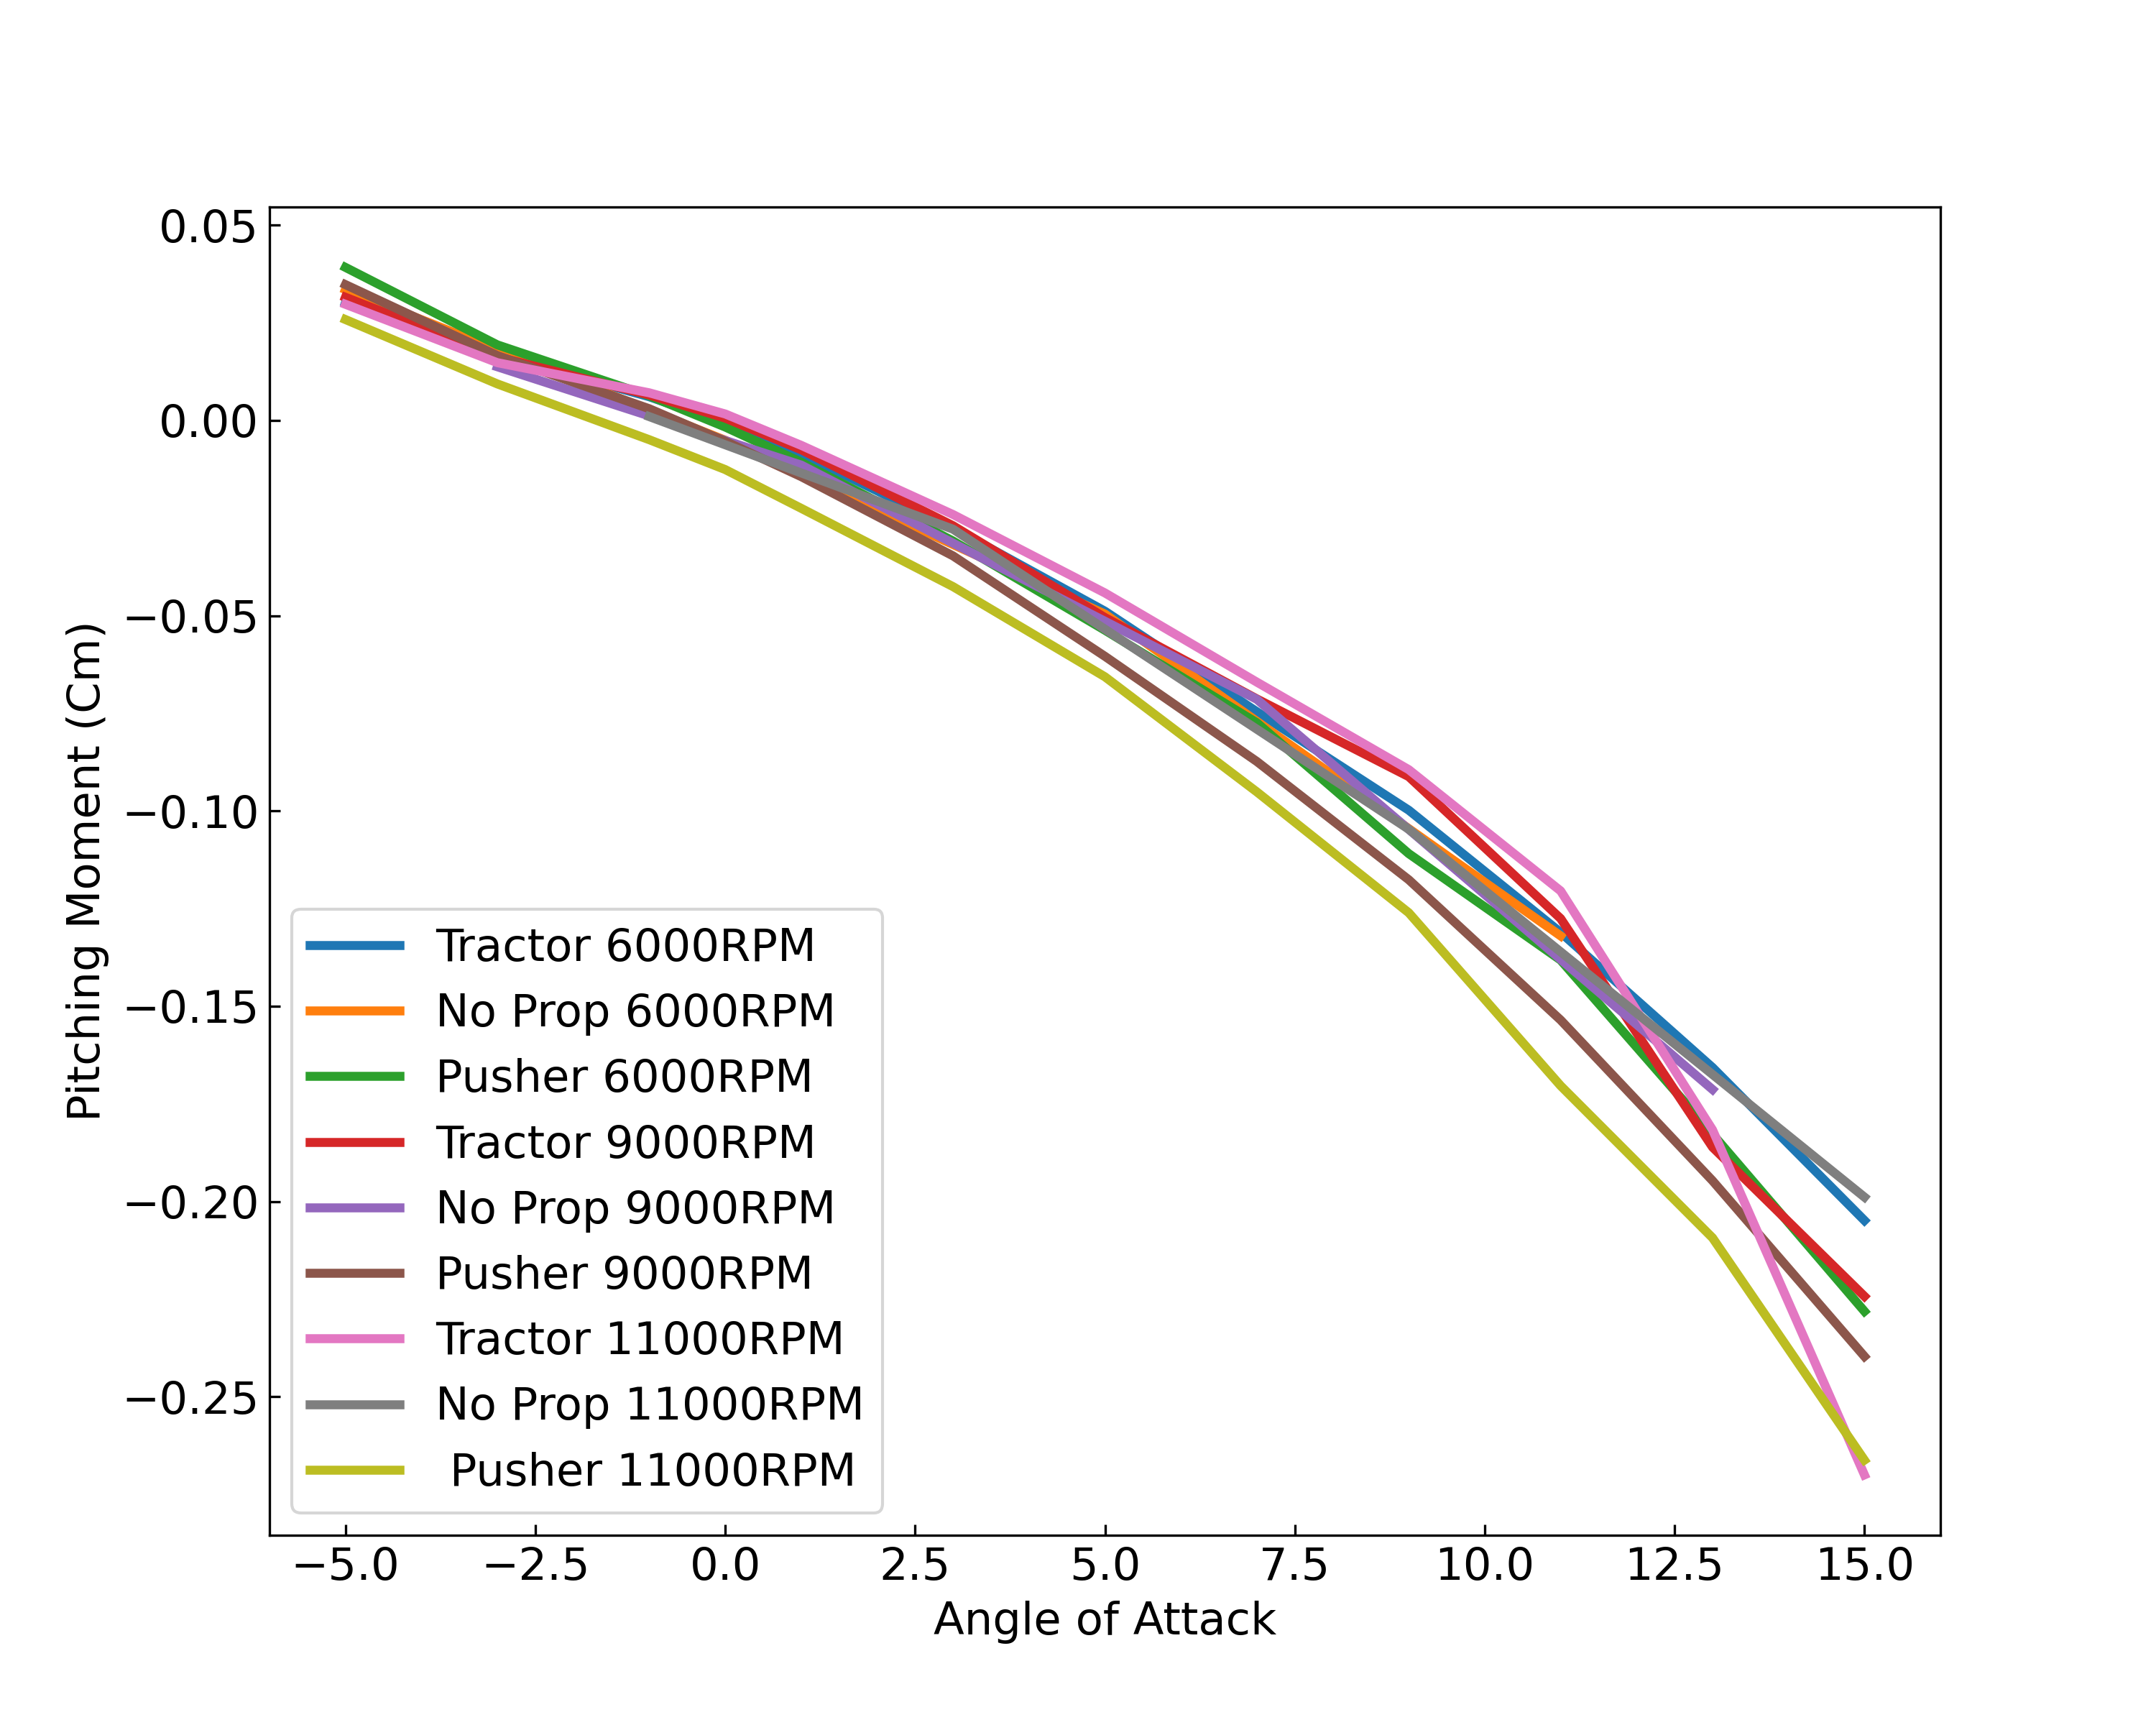 0.05
0.00
−0.05
−0.10
−0.15
−0.20
−0.25
Pitching Moment (Cm)
Tractor 6000RPM
No Prop 6000RPM
Pusher 6000RPM
Tractor 9000RPM
No Prop 9000RPM
Pusher 9000RPM
Tractor 11000RPM
No Prop 11000RPM
Pusher 11000RPM
−5.0 −2.5 0.0 2.5 5.0 7.5 10.0 12.5 15.0
Angle of Attack